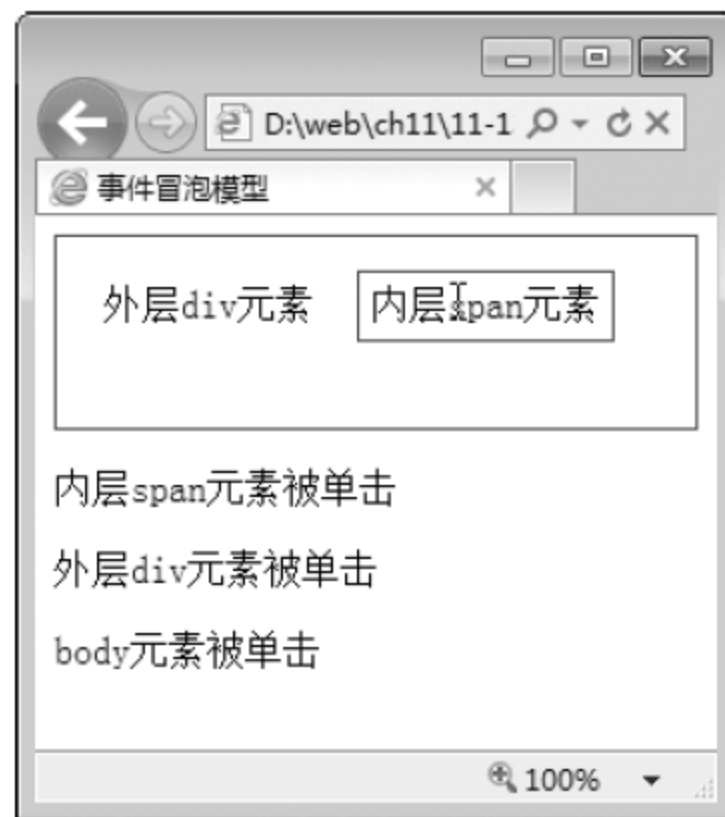 D:\web\ch11\11-1
事件冒泡模型
外层div元素 内层span元素
内层span元素被单击
外层div元素被单击
body元素被单击
100%